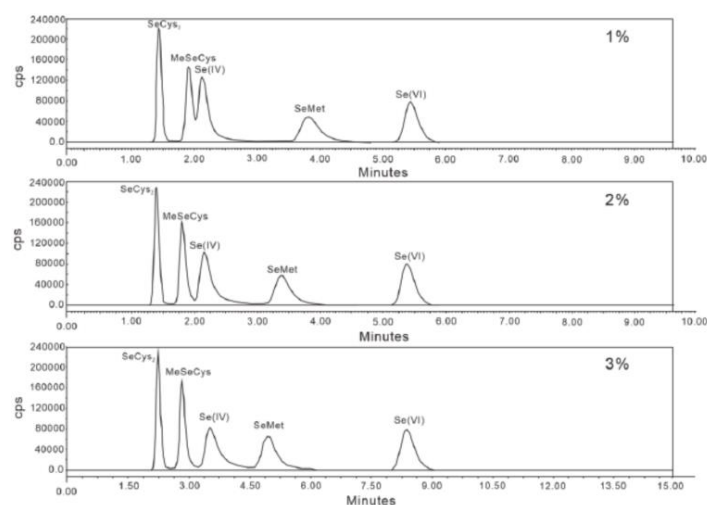 240000
200000
160000
120000
80000
40000
0.0
cps
SeCys₂
MeSeCys
Se(IV)
SeMet
Se(VI)
1%
0.00 1.00 2.00 3.00 4.00 5.00 6.00 7.00 8.00 9.00 10.00
Minutes
240000
200000
160000
120000
80000
40000
0.0
cps
SeCys₂
MeSeCys
Se(IV)
SeMet
Se(VI)
2%
0.00 1.00 2.00 3.00 4.00 5.00 6.00 7.00 8.00 9.00 10.00
Minutes
240000
200000
160000
120000
80000
40000
0.0
cps
SeCys₂
MeSeCys
Se(IV)
SeMet
Se(VI)
3%
0.00 1.50 3.00 4.50 6.00 7.50 9.00 10.50 12.00 13.50 15.00
Minutes